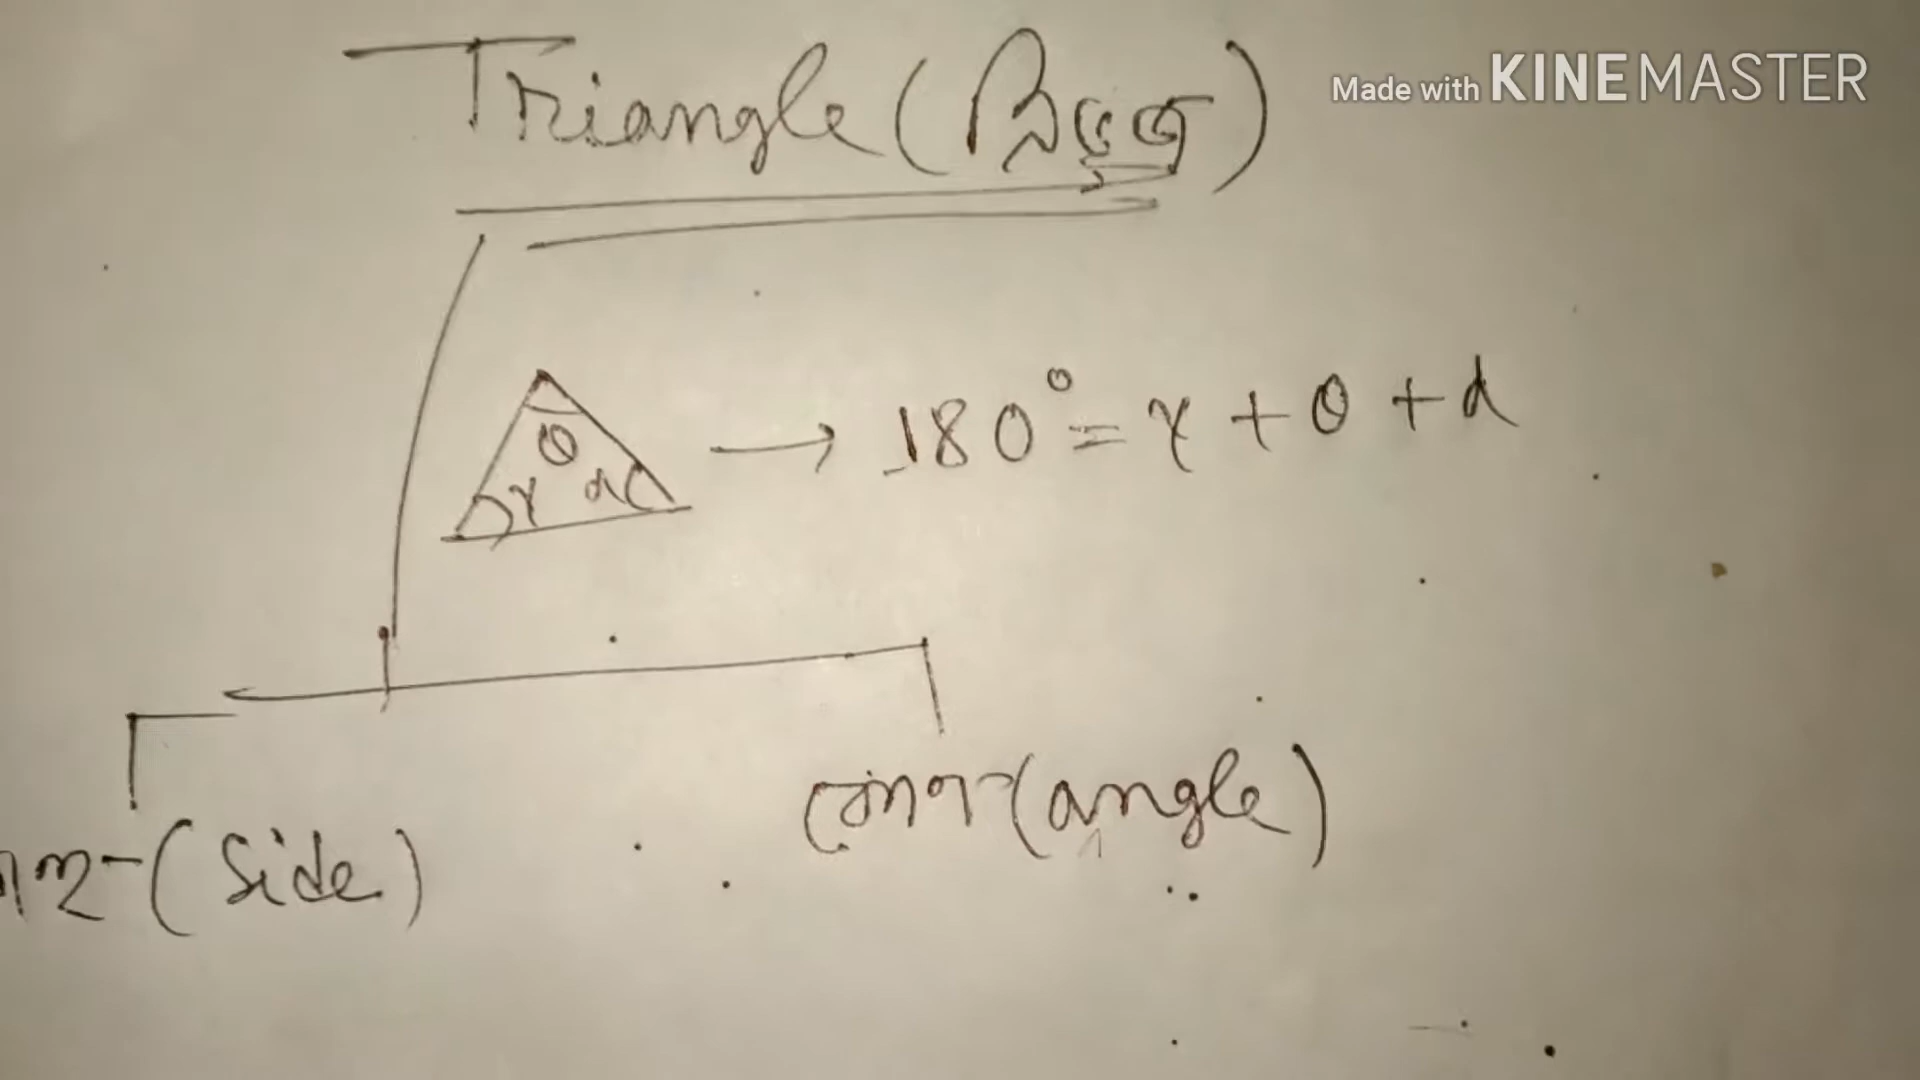 Triangle (ত্রিভুজ)
Made with KINEMASTER
θ
x α
180° = x + θ + α
কোণ-(angle)
(Side)